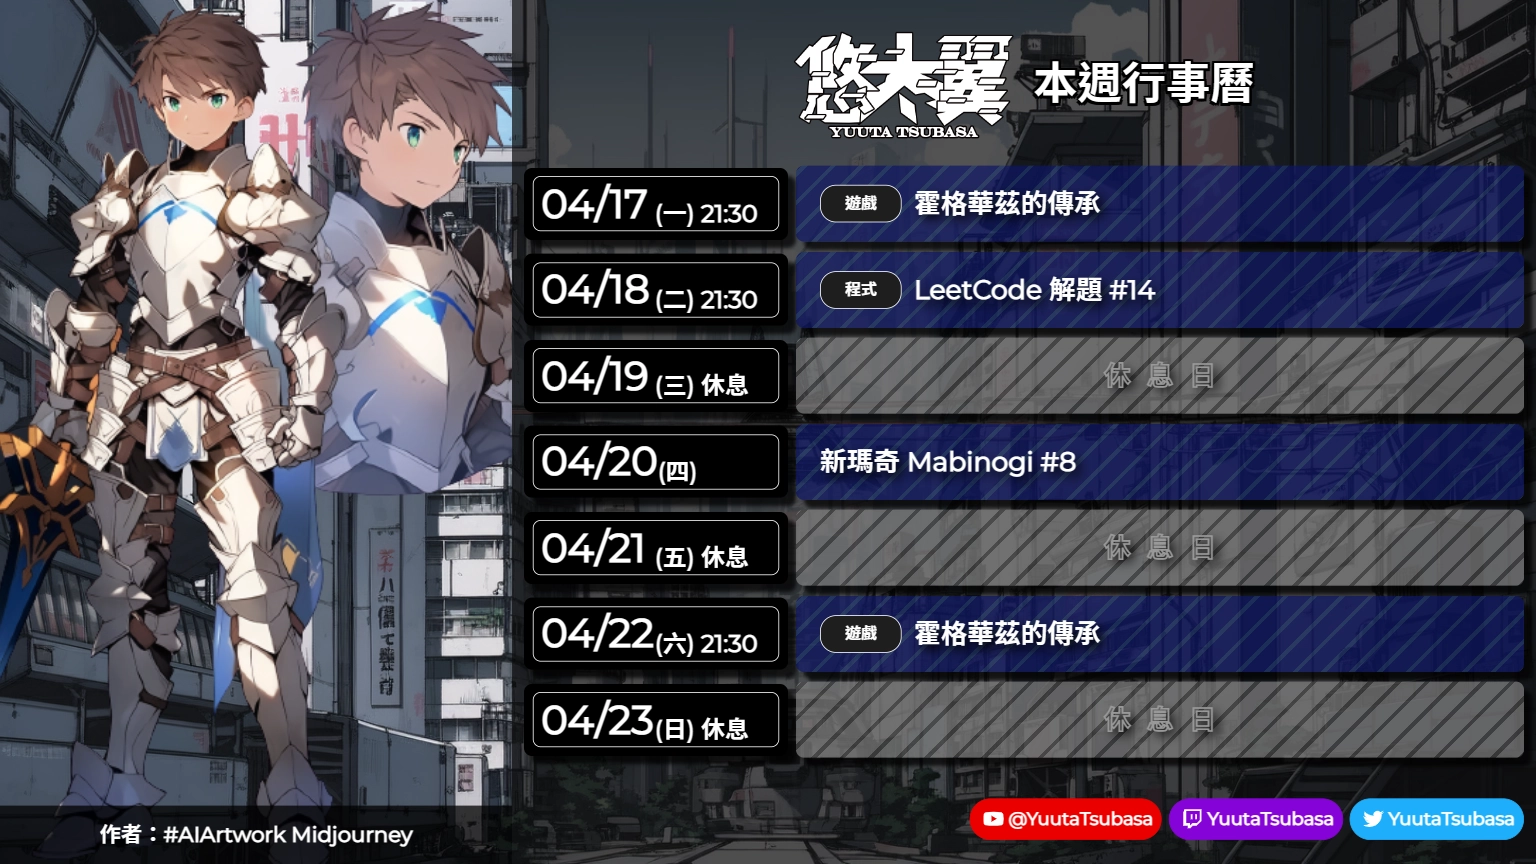 悠太翼
YUUTA TSUBASA
本週行事曆
04/17 (一) 21:30
遊戲 霍格華茲的傳承
04/18 (二) 21:30
程式 LeetCode 解題 #14
04/19 (三) 休息
休息日
04/20 (四)
新瑪奇 Mabinogi #8
04/21 (五) 休息
休息日
04/22 (六) 21:30
遊戲 霍格華茲的傳承
04/23 (日) 休息
休息日
作者：#AIArtwork Midjourney
@YuutaTsubasa
YuutaTsubasa
YuutaTsubasa